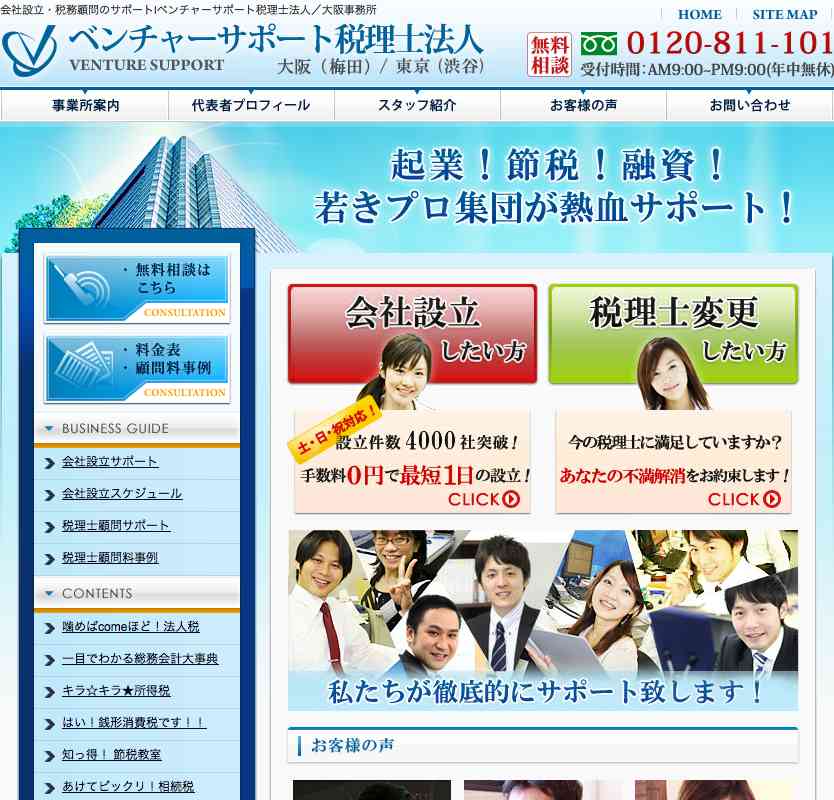 会社設立・税務顧問のサポート|ベンチャーサポート税理士法人／大阪事務所
HOME
SITE MAP
ベンチャーサポート税理士法人
VENTURE SUPPORT
大阪（梅田）/ 東京（渋谷）
無料相談
0120-811-101
受付時間：AM9:00~PM9:00(年中無休)
事業所案内
代表者プロフィール
スタッフ紹介
お客様の声
お問い合わせ
起業！節税！融資！
若きプロ集団が熱血サポート！
・無料相談は
こちら
CONSULTATION
・料金表
・顧問料事例
CONSULTATION
BUSINESS GUIDE
会社設立サポート
会社設立スケジュール
税理士顧問サポート
税理士顧問料事例
CONTENTS
噛めばcomeほど！法人税
一目でわかる総務会計大事典
キラ☆キラ★所得税
はい！銭形消費税です！！
知っ得！ 節税教室
あけてビックリ！相続税
会社設立
したい方
土・日・祝対応！
設立件数 4000 社突破！
手数料0円で最短1日の設立！
CLICK
税理士変更
したい方
今の税理士に満足していますか？
あなたの不満解消をお約束します！
CLICK
私たちが徹底的にサポート致します！
お客様の声